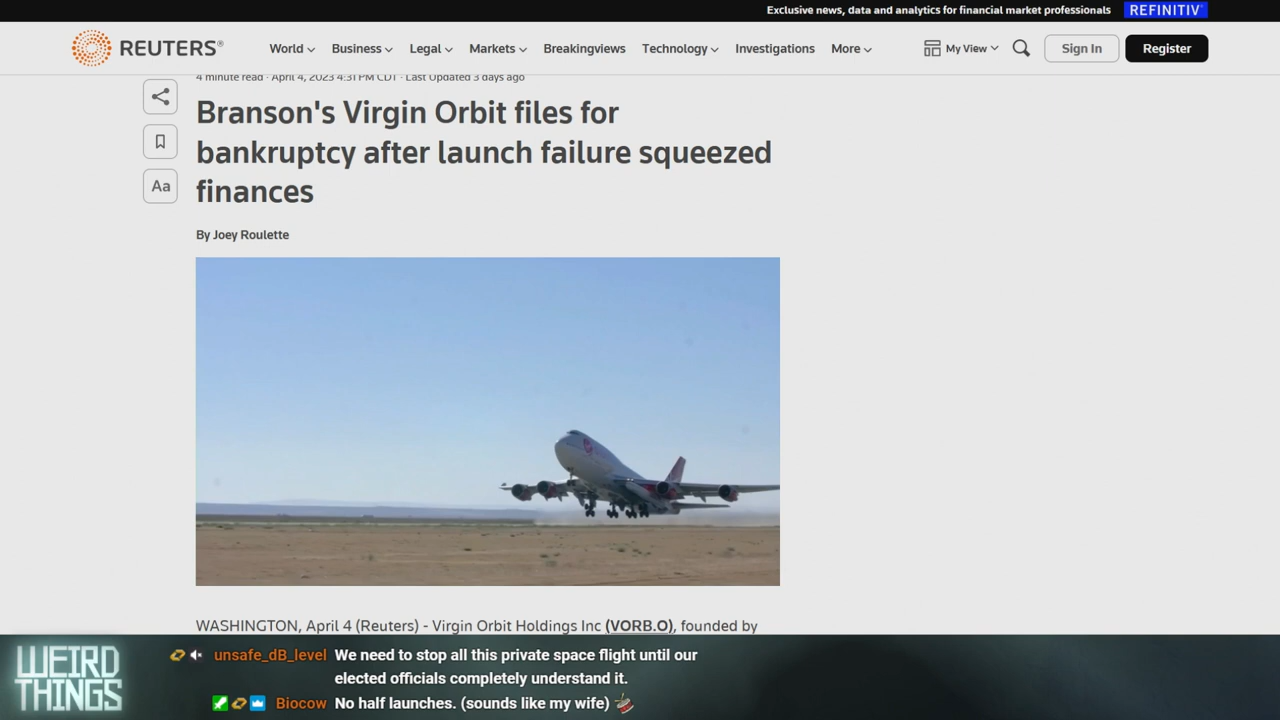 Exclusive news, data and analytics for financial market professionals REFINITIV
REUTERS® World Business Legal Markets Breakingviews Technology Investigations More My View Sign In Register
4 minute read · April 4, 2023 4:31 PM CDT · Last Updated 3 days ago
Branson's Virgin Orbit files for
bankruptcy after launch failure squeezed
finances
Aa
By Joey Roulette
WASHINGTON, April 4 (Reuters) - Virgin Orbit Holdings Inc (VORB.O), founded by
WEIRD
THINGS
unsafe_dB_level We need to stop all this private space flight until our
elected officials completely understand it.
Biocow No half launches. (sounds like my wife)